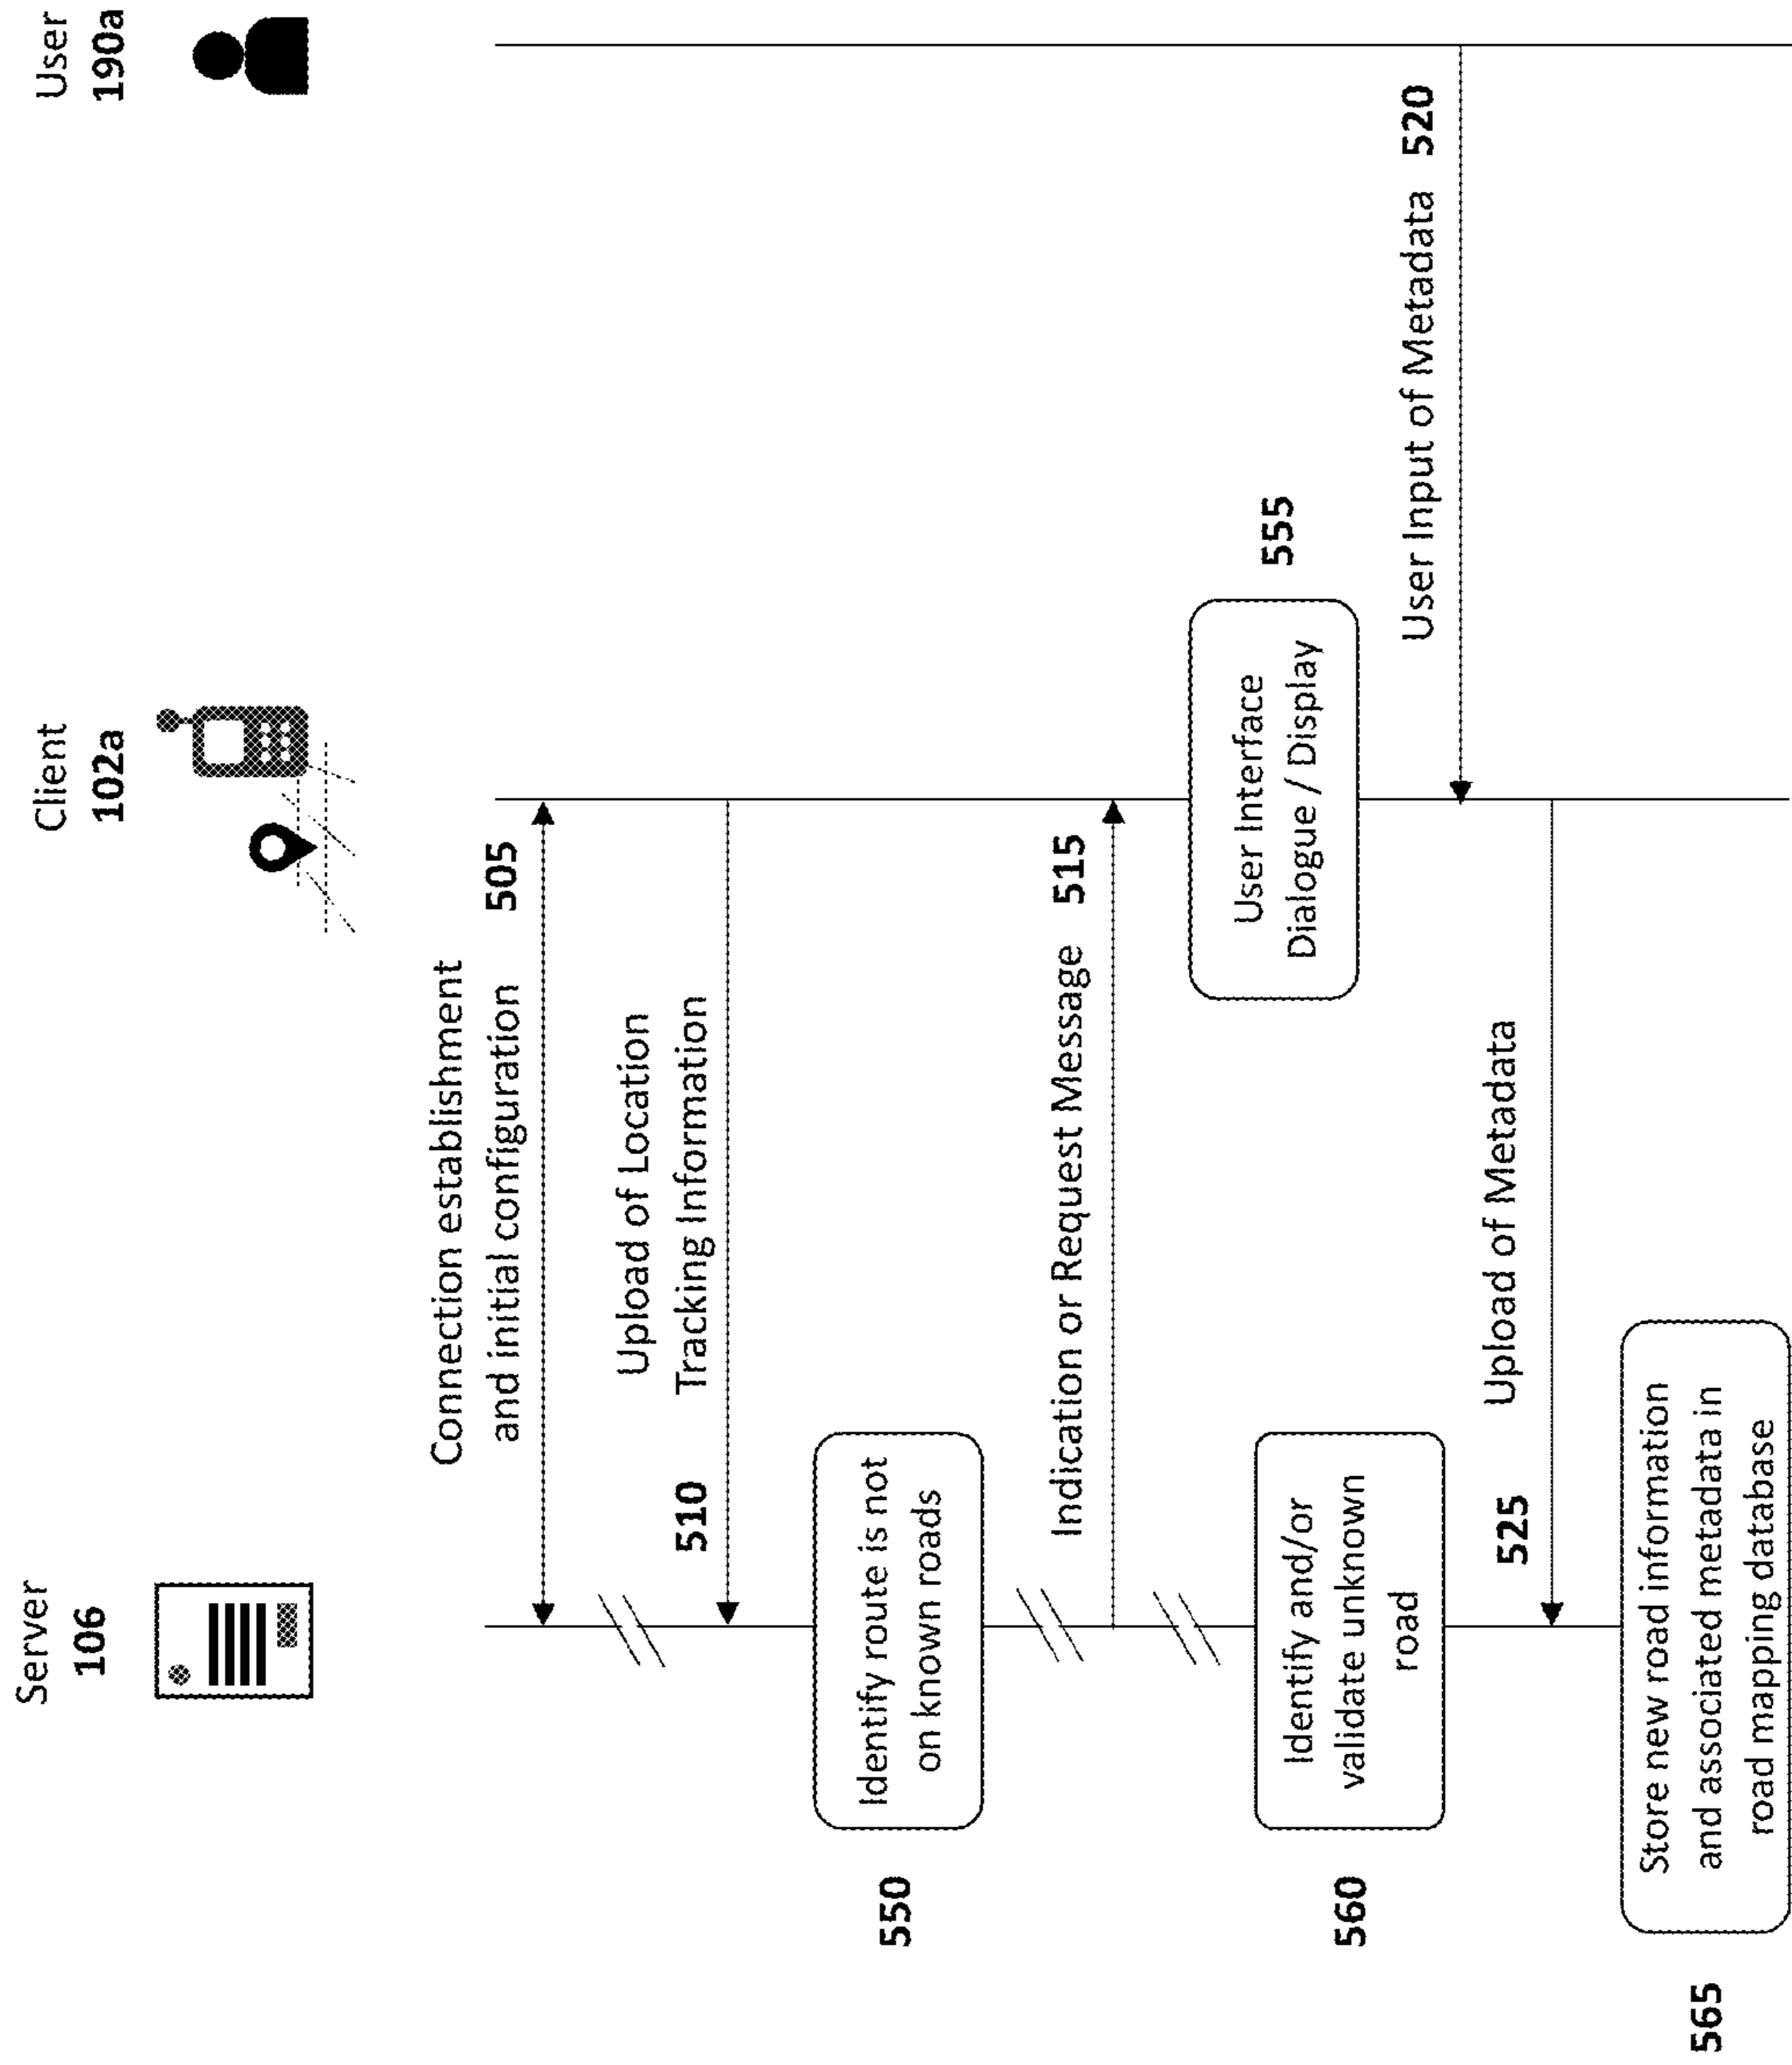 Server
106
Client
102a
User
190a
Connection establishment
and initial configuration 505
Upload of Location
510 Tracking Information
Identify route is not
on known roads
550
Indication or Request Message 515
User Interface
Dialogue / Display
555
Identify and/or
validate unknown
road
560
User Input of Metadata 520
525 Upload of Metadata
Store new road information
and associated metadata in
road mapping database
565